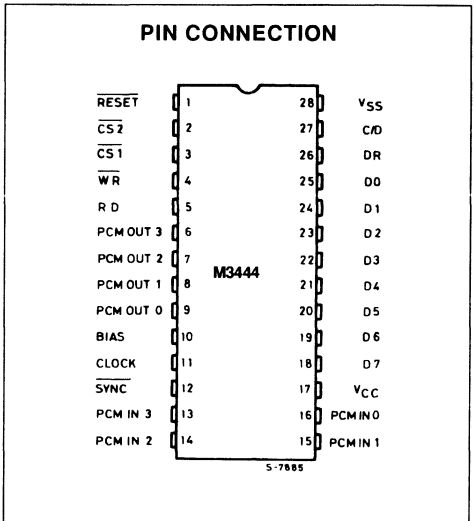 PIN CONNECTION
RESET 1 28 VSS
CS2 2 27 C/D
CS1 3 26 DR
WR 4 25 D0
RD 5 24 D1
PCM OUT 3 6 23 D2
PCM OUT 2 7 22 D3
M3444
PCM OUT 1 8 21 D4
PCM OUT 0 9 20 D5
BIAS 10 19 D6
CLOCK 11 18 D7
SYNC 12 17 VCC
PCM IN 3 13 16 PCM IN 0
PCM IN 2 14 15 PCM IN 1
S-7885